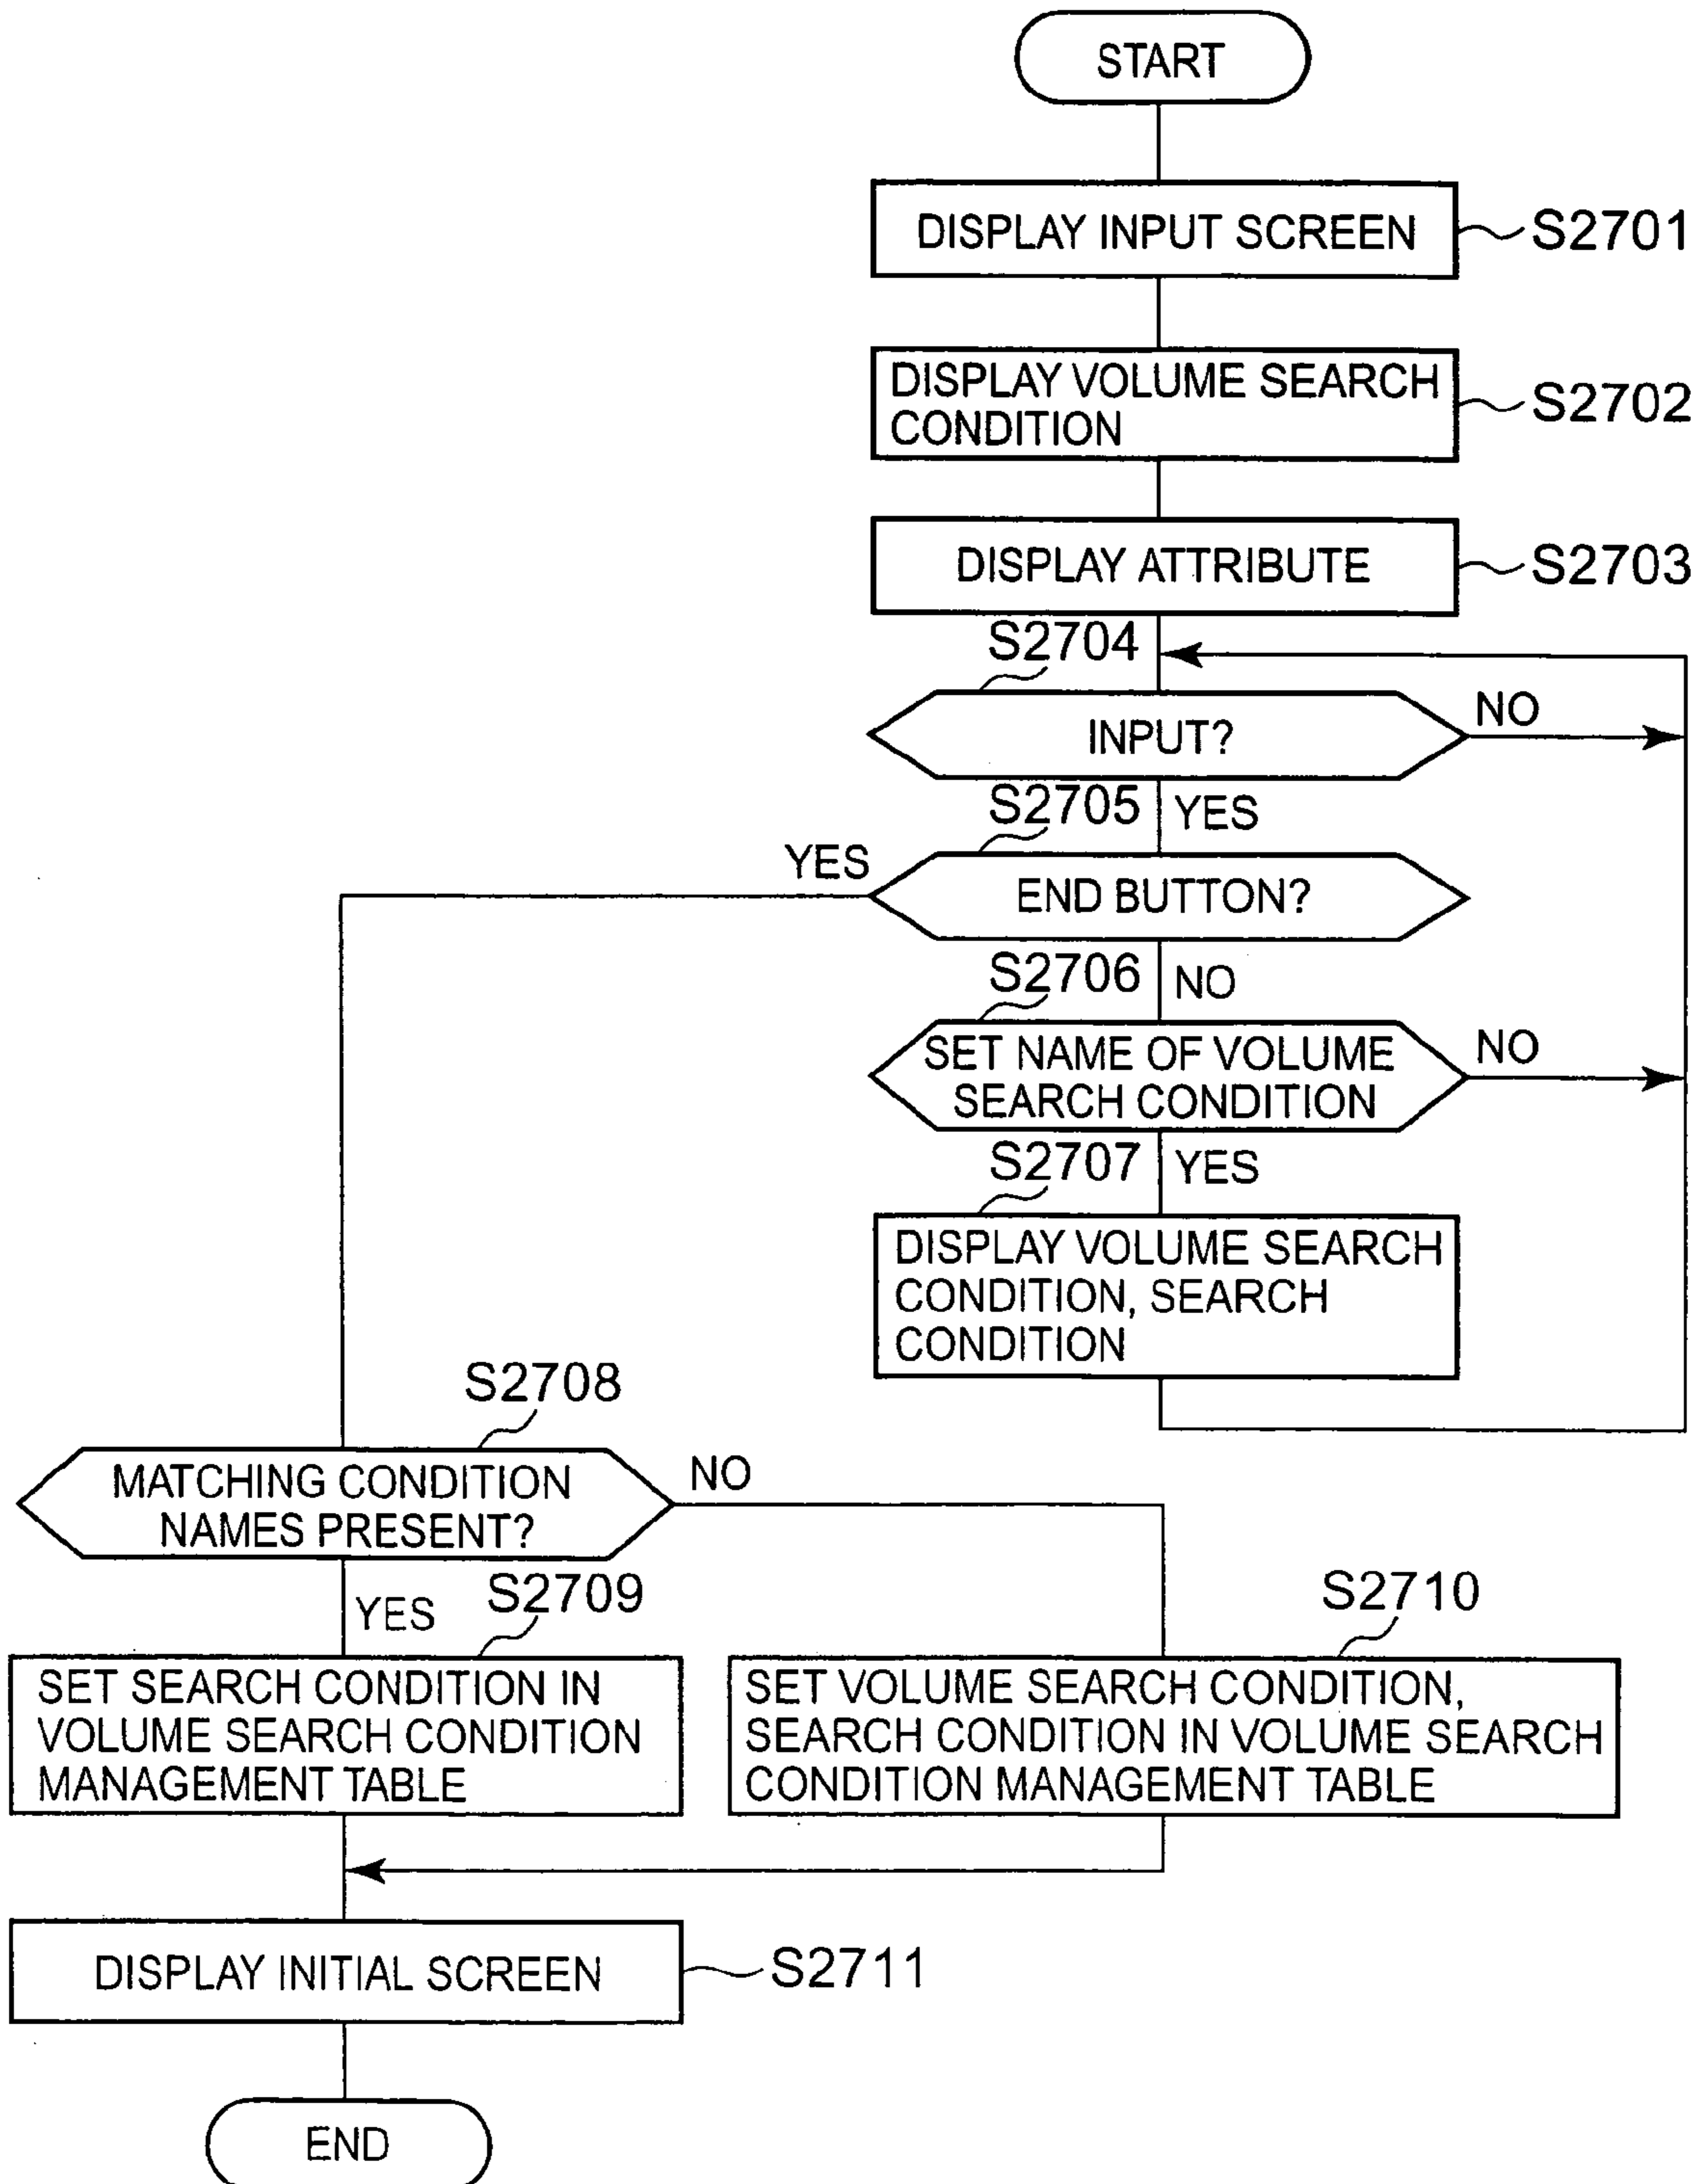 START
DISPLAY INPUT SCREEN
S2701
DISPLAY VOLUME SEARCH
CONDITION
S2702
DISPLAY ATTRIBUTE
S2703
S2704
INPUT?
NO
YES
S2705
END BUTTON?
YES
NO
S2706
SET NAME OF VOLUME
SEARCH CONDITION
NO
YES
S2707
DISPLAY VOLUME SEARCH
CONDITION, SEARCH
CONDITION
S2708
MATCHING CONDITION
NAMES PRESENT?
NO
YES
S2709
SET SEARCH CONDITION IN
VOLUME SEARCH CONDITION
MANAGEMENT TABLE
S2710
SET VOLUME SEARCH CONDITION,
SEARCH CONDITION IN VOLUME SEARCH
CONDITION MANAGEMENT TABLE
DISPLAY INITIAL SCREEN
S2711
END